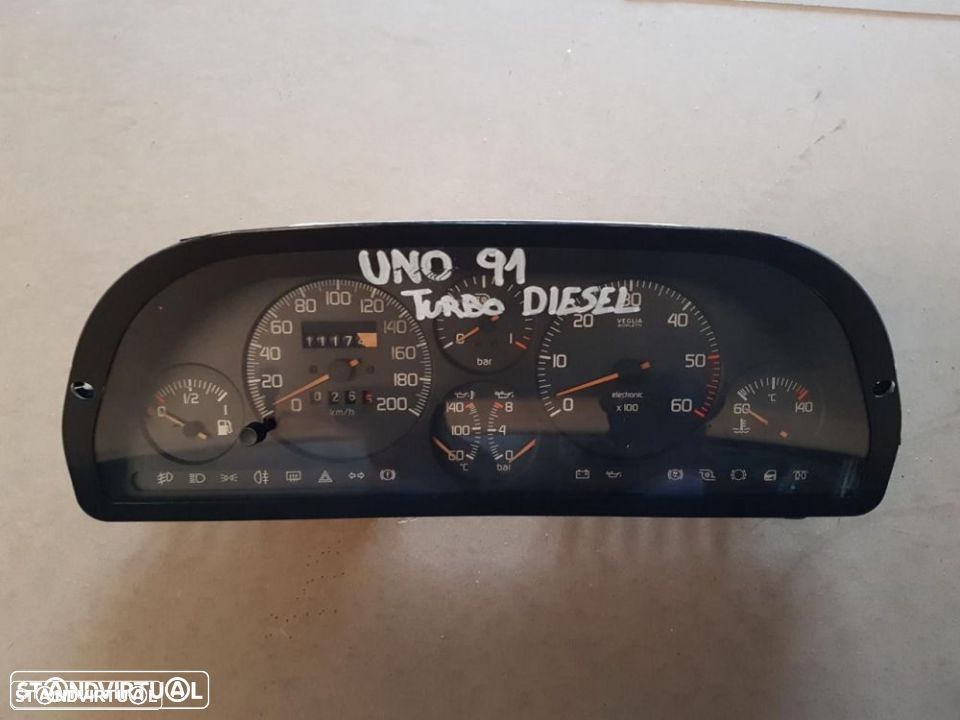 UNO 91
TURBO DIESEL
0 20 40 60 80 100 120 140 160 180 200
km/h
0 1/2 1
0 1
bar
140 100 60
°C
8 4 0
bar
0 10 20 30 40 50 60
VEGLIA
BORLETTI
electronic
x 100
60 °C 140
STANDVIRTUAL
STANDVIRTUAL